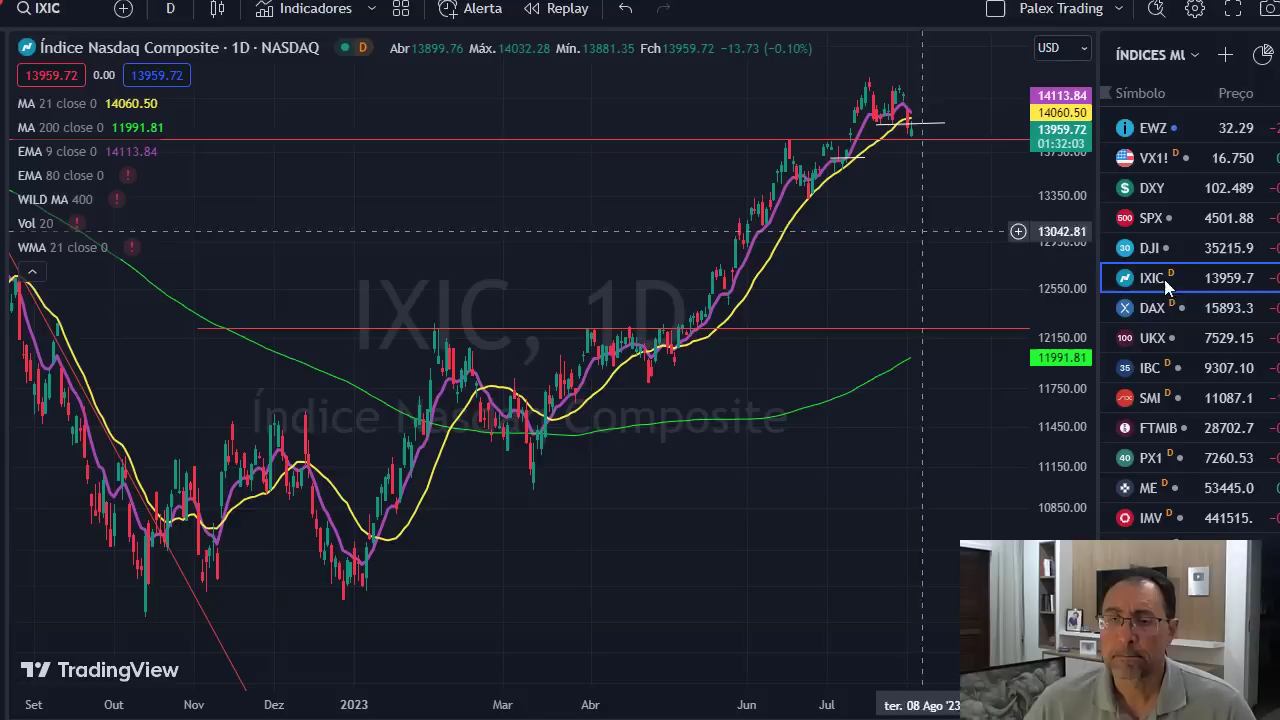 IXIC D Indicadores Alerta Replay Palex Trading
Índice Nasdaq Composite · 1D · NASDAQ D Abr13899.76 Máx.14032.28 Mín.13881.35 Fch13959.72 −13.73 (−0.10%)
USD
ÍNDICES MU
13959.72 0.00 13959.72
Símbolo Preço
MA 21 close 0 14060.50
MA 200 close 0 11991.81
EMA 9 close 0 14113.84
EMA 80 close 0
WILD MA 400
Vol 20
WMA 21 close 0
14113.84
14060.50
13959.72
01:32:03
13750.00
13350.00
13042.81
12950.00
12550.00
12150.00
11991.81
11750.00
11450.00
11150.00
10850.00
EWZ 32.29
VX1! D 16.750
DXY 102.489
SPX 4501.88
DJI 35215.9
IXIC D 13959.7
DAX D 15893.3
UKX 7529.15
IBC D 9307.10
SMI D 11087.1
FTMIB 28702.7
PX1 D 7260.53
ME D 53445.0
IMV D 441515.
IXIC, 1D
Índice Nasdaq Composite
TradingView
Set Out Nov Dez 2023 Mar Abr Jun Jul ter. 08 Ago '23